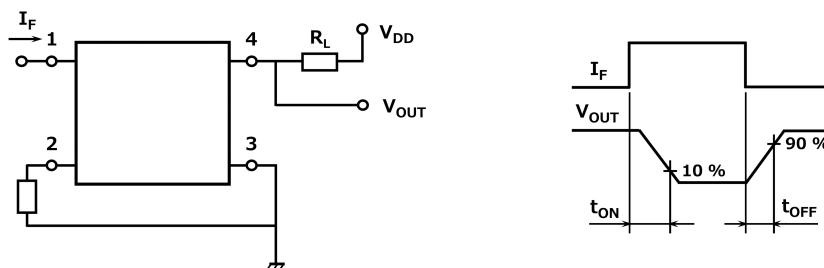 I_F
1
4
R_L
V_DD
V_OUT
2
3
I_F
V_OUT
10 %
90 %
t_ON
t_OFF